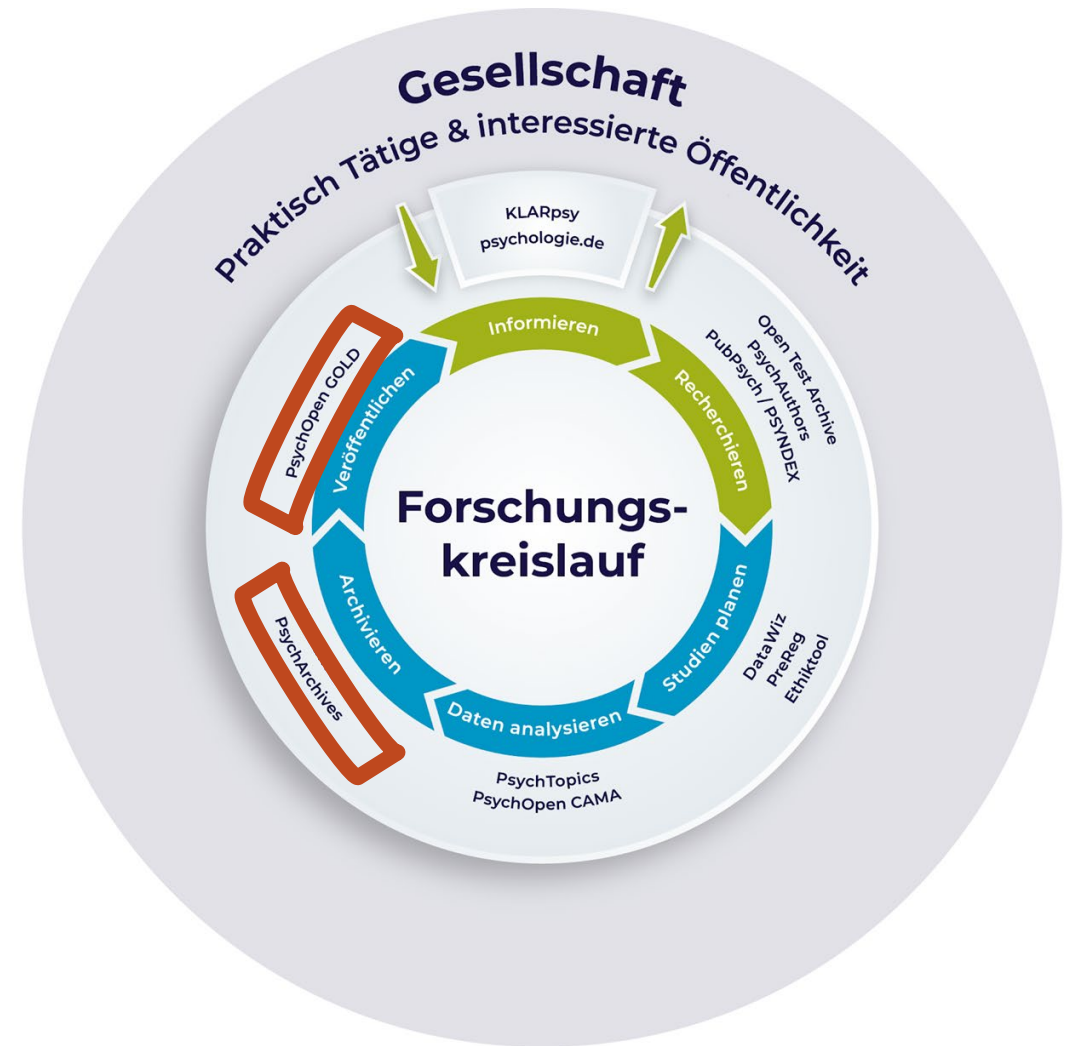 Gesellschaft
Praktisch Tätige & interessierte Öffentlichkeit
KLARpsy
psychologie.de
Informieren
Recherchieren
Open Test Archive
PsychAuthors
PubPsych / PSYNDEX
Studien planen
DataWiz
PreReg
Ethiktool
Daten analysieren
PsychTopics
PsychOpen CAMA
Archivieren
PsychArchives
Veröffentlichen
PsychOpen GOLD
Forschungs-
kreislauf